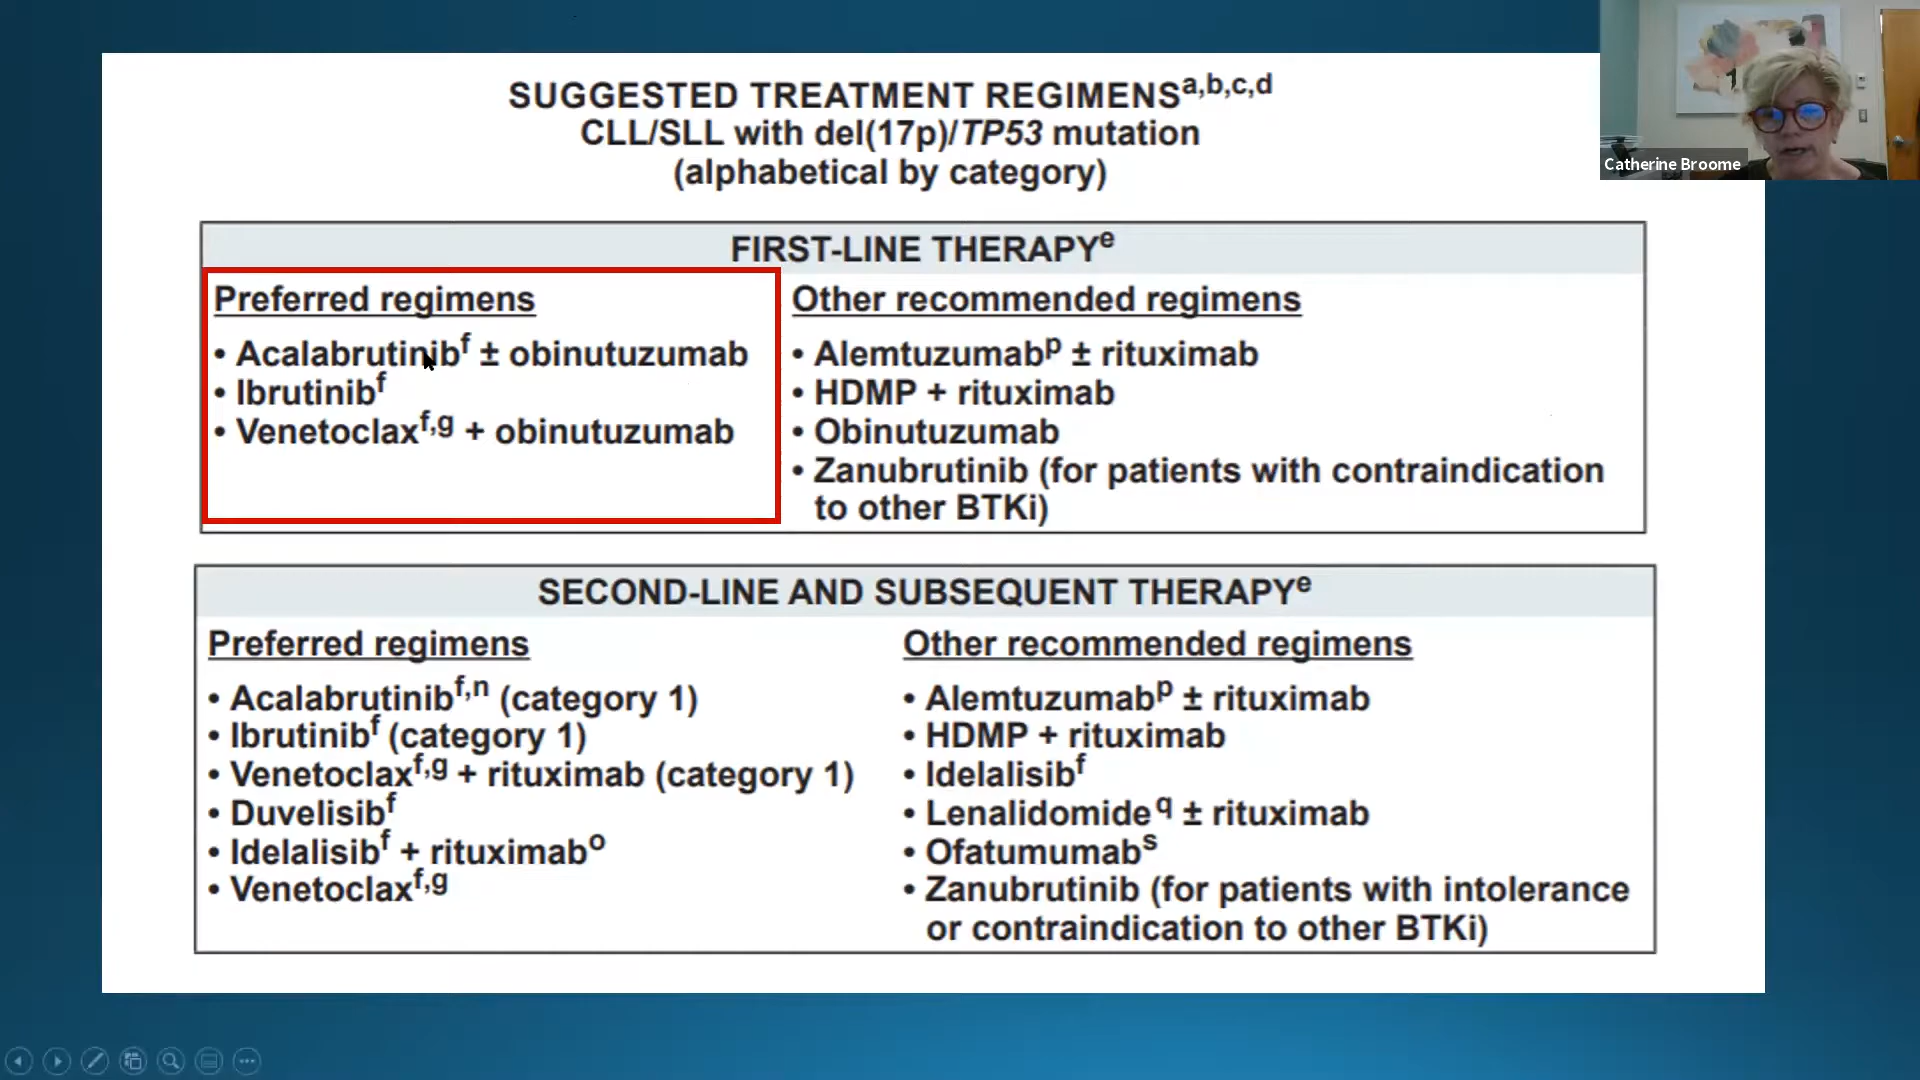 SUGGESTED TREATMENT REGIMENSa,b,c,d
CLL/SLL with del(17p)/TP53 mutation
(alphabetical by category)
Catherine Broome
FIRST-LINE THERAPYe
Preferred regimens
• Acalabrutinibf ± obinutuzumab
• Ibrutinibf
• Venetoclaxf,g + obinutuzumab
Other recommended regimens
• Alemtuzumabp ± rituximab
• HDMP + rituximab
• Obinutuzumab
• Zanubrutinib (for patients with contraindication
to other BTKi)
SECOND-LINE AND SUBSEQUENT THERAPYe
Preferred regimens
• Acalabrutinibf,n (category 1)
• Ibrutinibf (category 1)
• Venetoclaxf,g + rituximab (category 1)
• Duvelisibf
• Idelalisibf + rituximabo
• Venetoclaxf,g
Other recommended regimens
• Alemtuzumabp ± rituximab
• HDMP + rituximab
• Idelalisibf
• Lenalidomideq ± rituximab
• Ofatumumabs
• Zanubrutinib (for patients with intolerance
or contraindication to other BTKi)